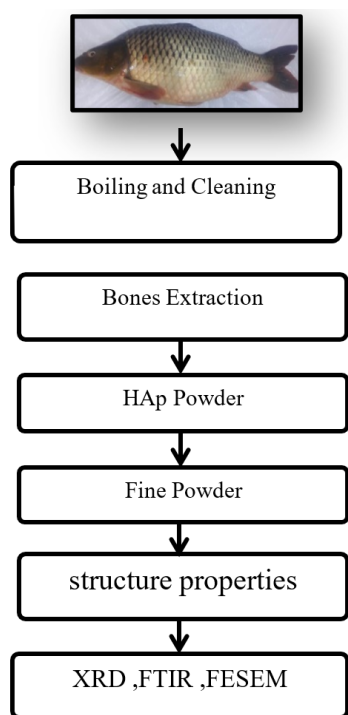 Boiling and Cleaning
Bones Extraction
HAp Powder
Fine Powder
structure properties
XRD ,FTIR ,FESEM